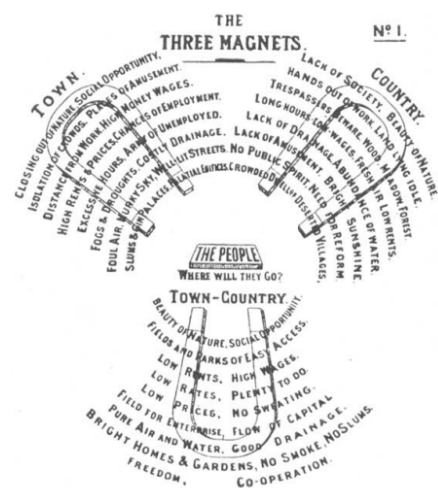 THE
THREE MAGNETS.
Nº 1.
TOWN.
CLOSING OUT OF NATURE. SOCIAL OPPORTUNITY.
ISOLATION OF CROWDS. PLACES OF AMUSEMENT.
DISTANCE FROM WORK. HIGH MONEY WAGES.
HIGH RENTS & PRICES. CHANCES OF EMPLOYMENT.
EXCESSIVE HOURS. ARMY OF UNEMPLOYED.
FOGS & DROUGHTS. COSTLY DRAINAGE.
FOUL AIR. MURKY SKY. WELL-LIT STREETS.
SLUMS & GIN PALACES. PALATIAL EDIFICES.
COUNTRY.
LACK OF SOCIETY. BEAUTY OF NATURE.
HANDS OUT OF WORK. LAND LYING IDLE.
TRESPASSERS BEWARE. WOOD, MEADOW, FOREST.
LONG HOURS. LOW WAGES. FRESH AIR. LOW RENTS.
LACK OF DRAINAGE. ABUNDANCE OF WATER.
LACK OF AMUSEMENT. BRIGHT SUNSHINE.
NO PUBLIC SPIRIT. NEED FOR REFORM.
CROWDED DWELLINGS. DESERTED VILLAGES.
THE PEOPLE
WHERE WILL THEY GO?
TOWN-COUNTRY.
BEAUTY OF NATURE. SOCIAL OPPORTUNITY.
FIELDS AND PARKS OF EASY ACCESS.
LOW RENTS, HIGH WAGES.
LOW RATES, PLENTY TO DO.
LOW PRICES, NO SWEATING.
FIELD FOR ENTERPRISE, FLOW OF CAPITAL
PURE AIR AND WATER, GOOD DRAINAGE.
BRIGHT HOMES & GARDENS, NO SMOKE, NO SLUMS.
FREEDOM, CO-OPERATION.